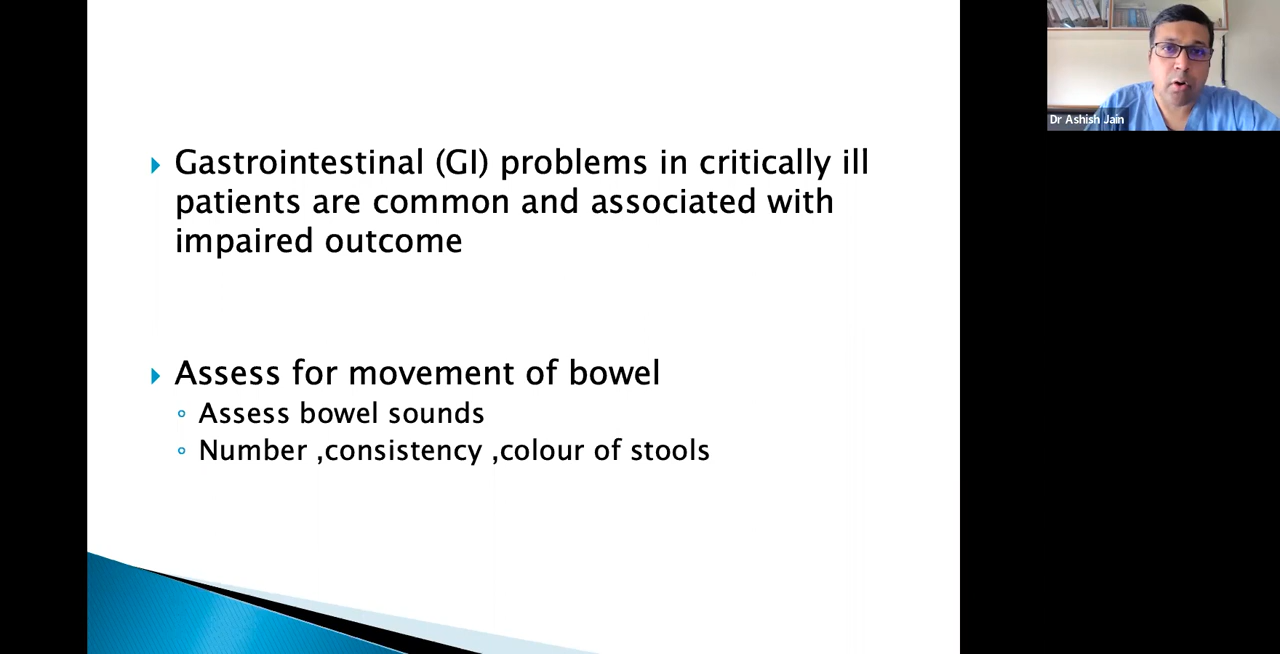 Gastrointestinal (GI) problems in critically ill
patients are common and associated with
impaired outcome
Assess for movement of bowel
Assess bowel sounds
Number ,consistency ,colour of stools
Dr Ashish Jain